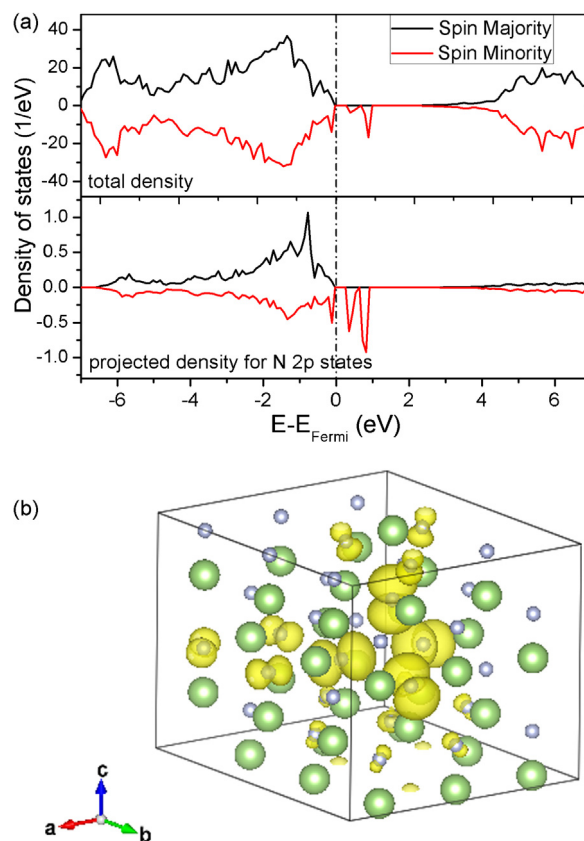 (a)
Spin Majority
Spin Minority
40
20
0
-20
-40
total density
Density of states (1/eV)
1.0
0.5
0.0
-0.5
-1.0
projected density for N 2p states
-6 -4 -2 0 2 4 6
E-EFermi (eV)
(b)
c
a
b